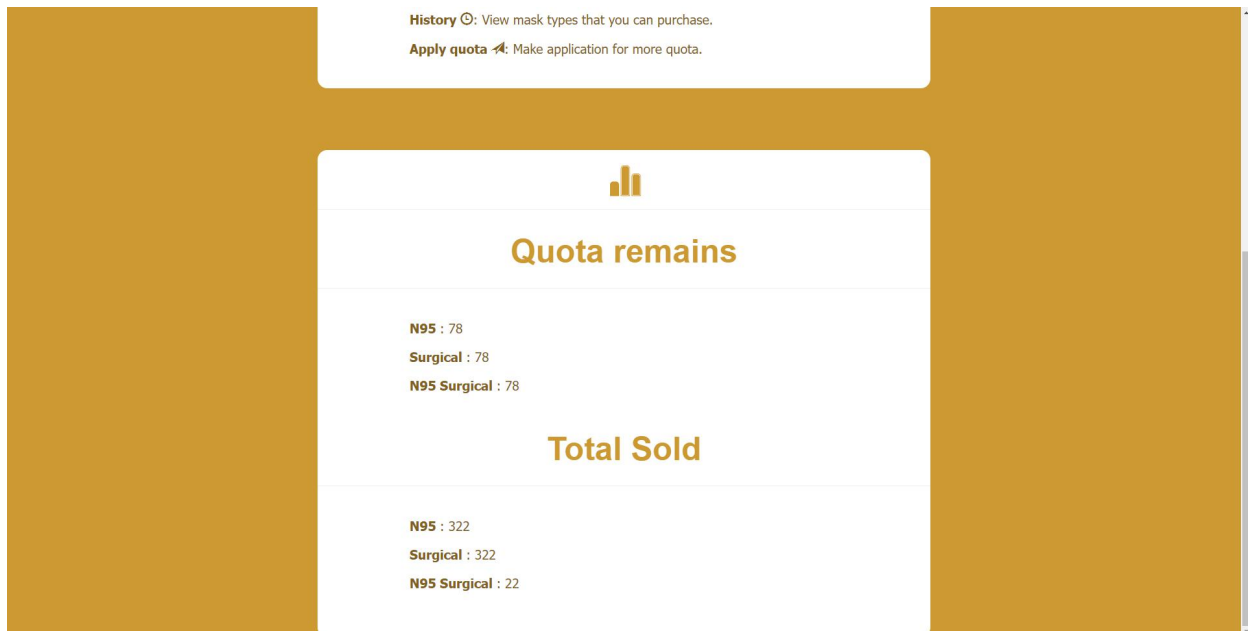 History : View mask types that you can purchase.
Apply quota : Make application for more quota.
Quota remains
N95 : 78
Surgical : 78
N95 Surgical : 78
Total Sold
N95 : 322
Surgical : 322
N95 Surgical : 22